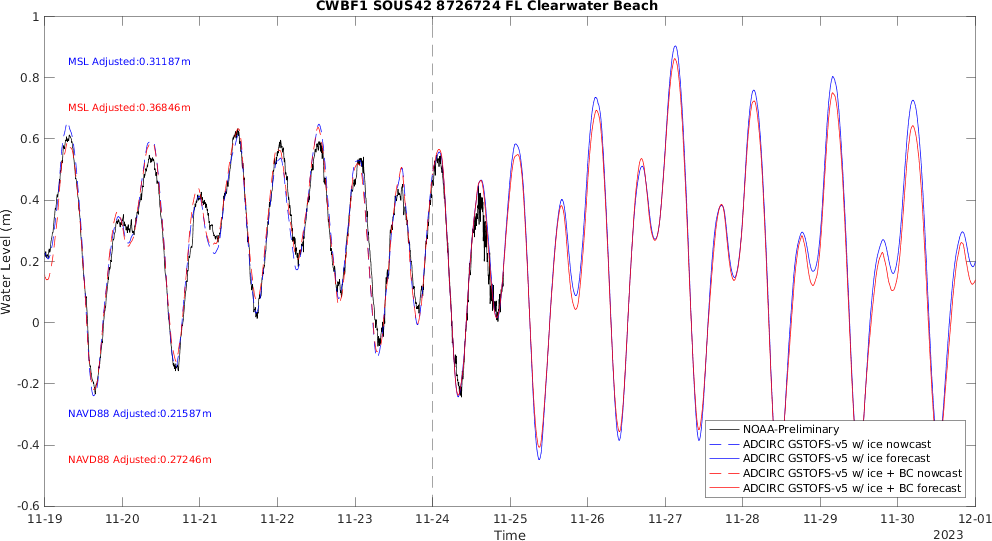 CWBF1 SOUS42 8726724 FL Clearwater Beach
1
0.8
0.6
0.4
0.2
0
-0.2
-0.4
-0.6
Water Level (m)
MSL Adjusted:0.31187m
MSL Adjusted:0.36846m
NAVD88 Adjusted:0.21587m
NAVD88 Adjusted:0.27246m
NOAA-Preliminary
ADCIRC GSTOFS-v5 w/ ice nowcast
ADCIRC GSTOFS-v5 w/ ice forecast
ADCIRC GSTOFS-v5 w/ ice + BC nowcast
ADCIRC GSTOFS-v5 w/ ice + BC forecast
11-19 11-20 11-21 11-22 11-23 11-24 11-25 11-26 11-27 11-28 11-29 11-30 12-01
Time
2023